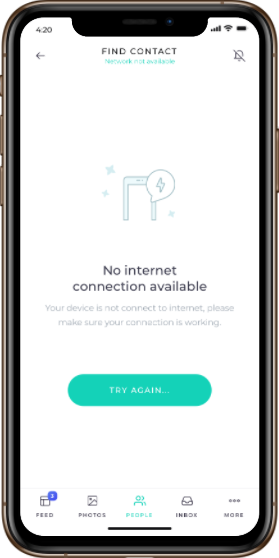 4:20
FIND CONTACT
Network not available
No internet
connection available
Your device is not connect to internet, please
make sure your connection is working.
TRY AGAIN...
3
FEED
PHOTOS
PEOPLE
INBOX
MORE